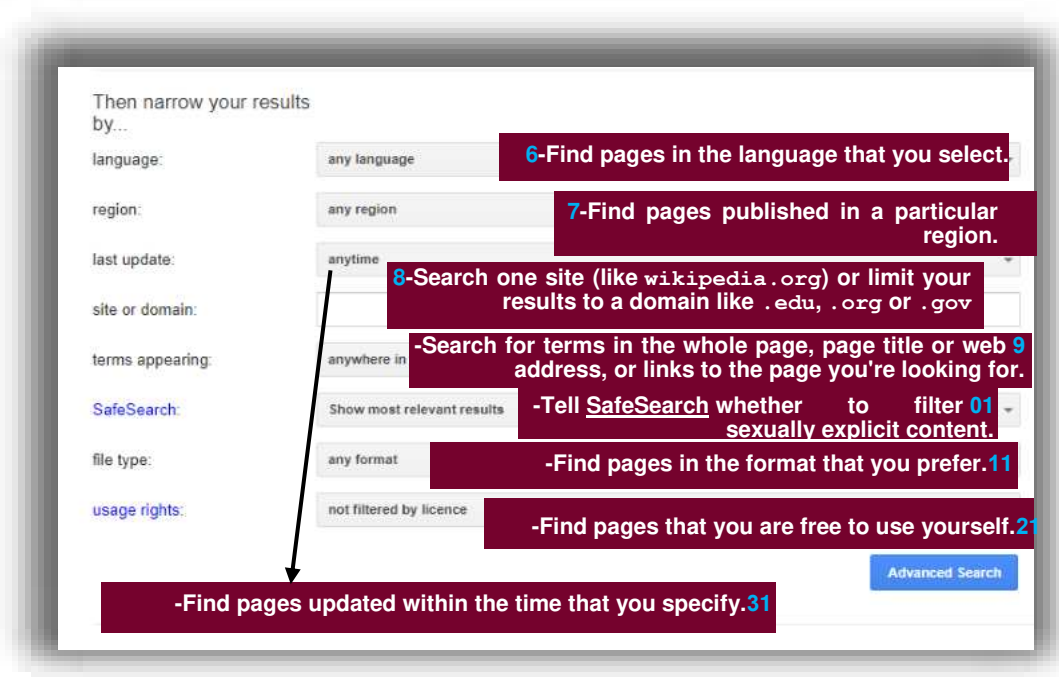 Then narrow your results
by...
language:
any language
6-Find pages in the language that you select.
region:
any region
7-Find pages published in a particular
region.
last update:
anytime
8-Search one site (like wikipedia.org) or limit your
results to a domain like .edu, .org or .gov
site or domain:
terms appearing:
anywhere in
-Search for terms in the whole page, page title or web 9
address, or links to the page you're looking for.
SafeSearch:
Show most relevant results
-Tell SafeSearch whether to filter 01
sexually explicit content.
file type:
any format
-Find pages in the format that you prefer.11
usage rights:
not filtered by licence
-Find pages that you are free to use yourself.21
Advanced Search
-Find pages updated within the time that you specify.31